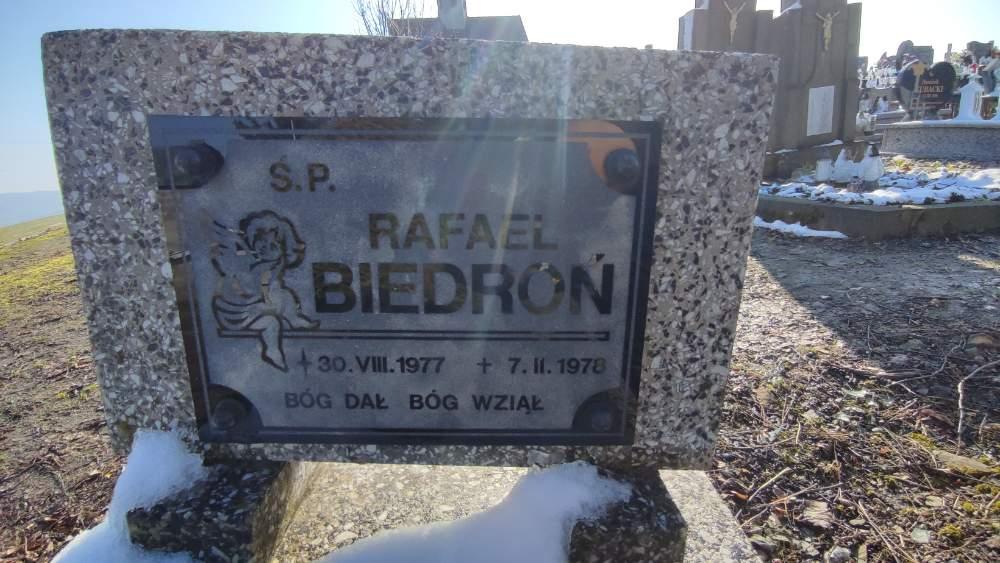 Ś.P.
RAFAEL
BIEDROŃ
30.VIII.1977 + 7.II.1978
BÓG DAŁ BÓG WZIĄŁ